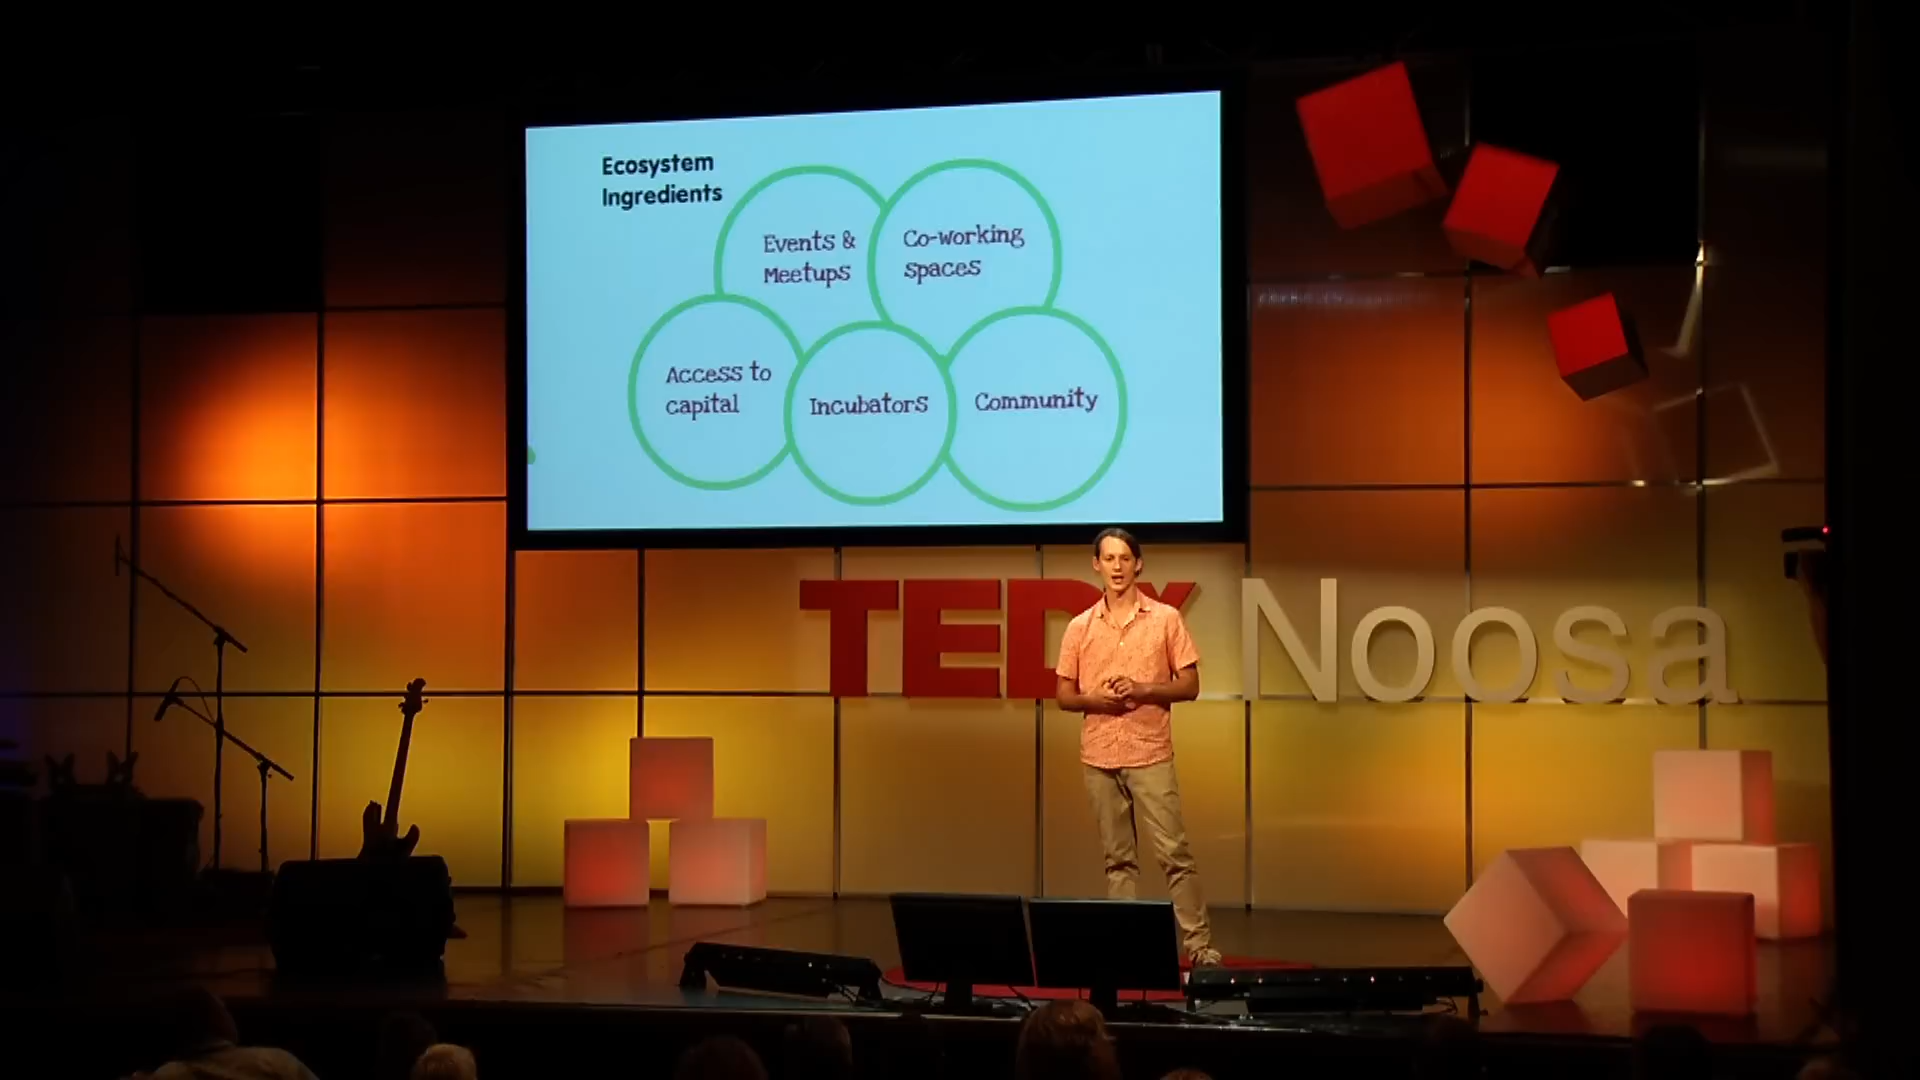 Ecosystem
Ingredients
Events &
Meetups
Co-working
spaces
Access to
capital
Incubators
Community
TEDx Noosa